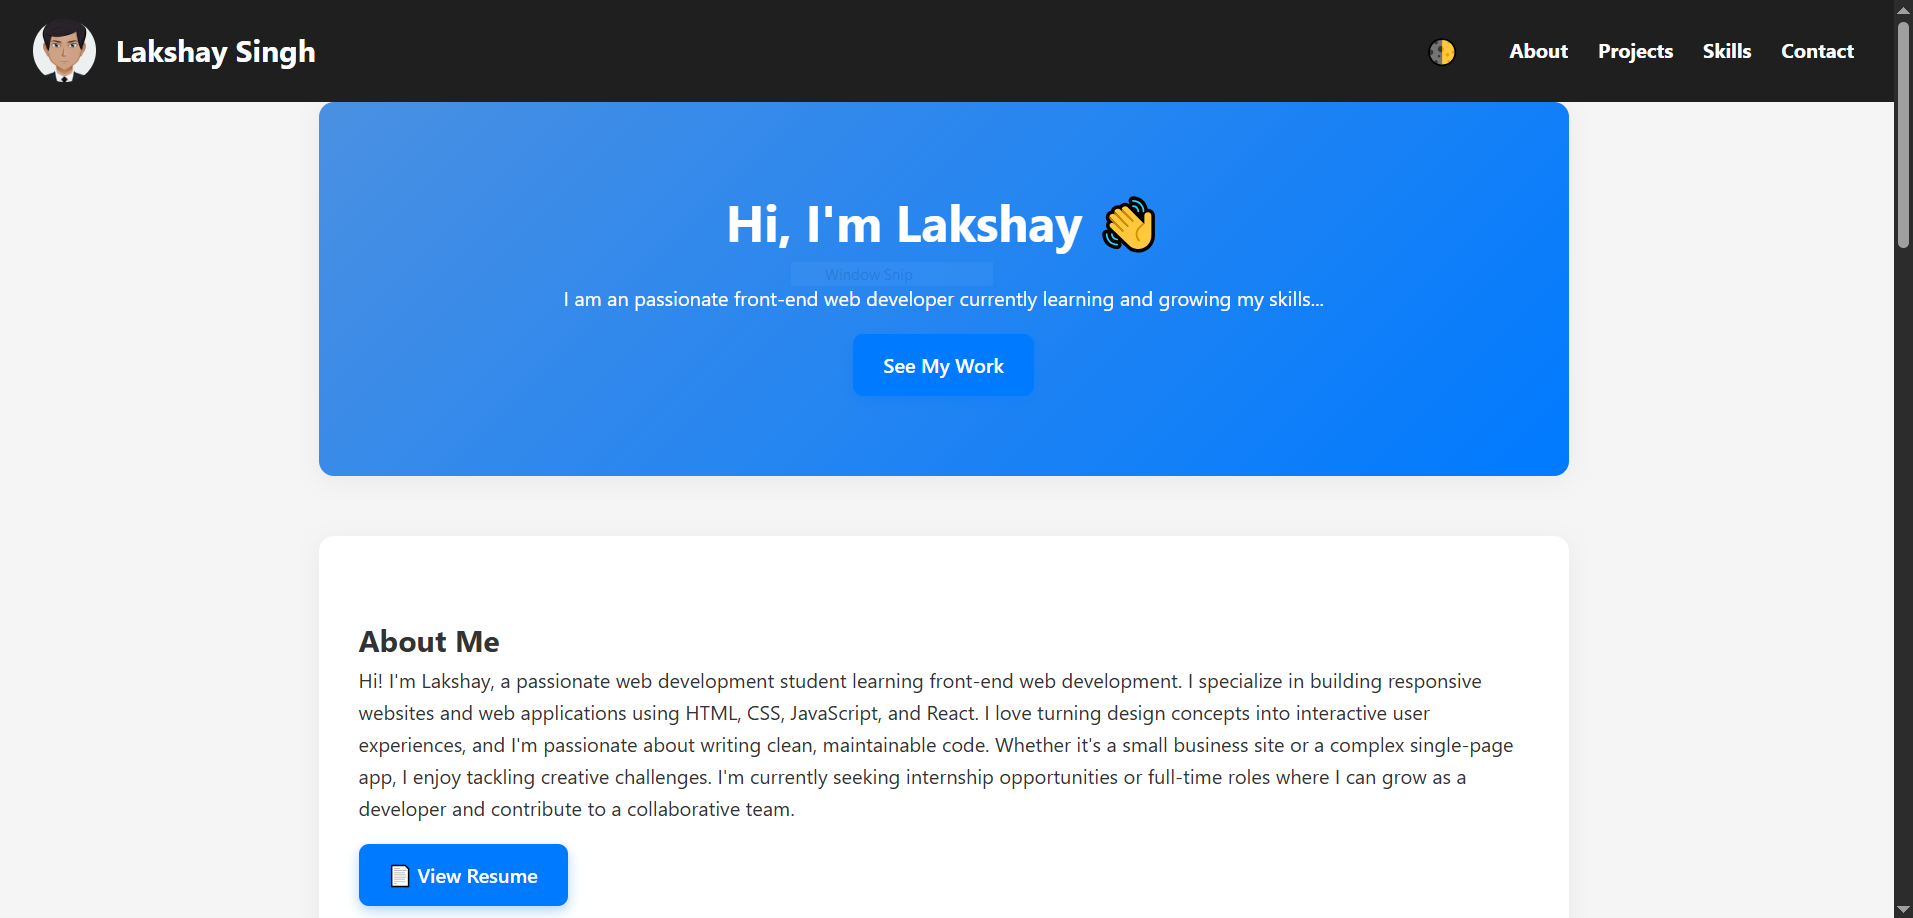 Lakshay Singh
About
Projects
Skills
Contact
Hi, I'm Lakshay 👋
Window Snip
I am an passionate front-end web developer currently learning and growing my skills...
See My Work
About Me
Hi! I'm Lakshay, a passionate web development student learning front-end web development. I specialize in building responsive
websites and web applications using HTML, CSS, JavaScript, and React. I love turning design concepts into interactive user
experiences, and I'm passionate about writing clean, maintainable code. Whether it's a small business site or a complex single-page
app, I enjoy tackling creative challenges. I'm currently seeking internship opportunities or full-time roles where I can grow as a
developer and contribute to a collaborative team.
📄 View Resume